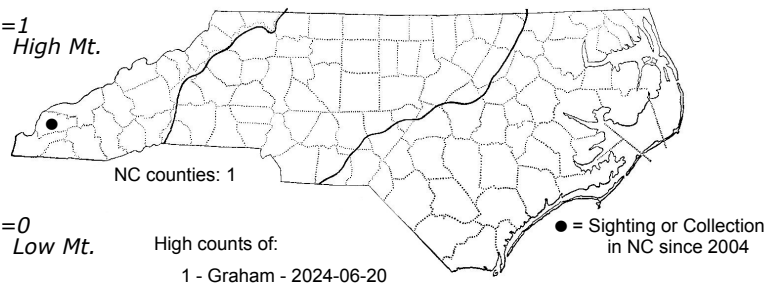 =1
High Mt.
NC counties: 1
=0
Low Mt.
High counts of:
1 - Graham - 2024-06-20
● = Sighting or Collection
in NC since 2004